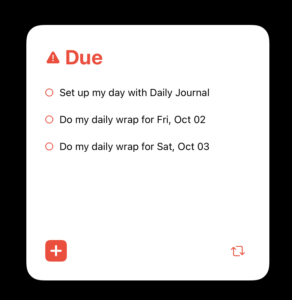 Due
Set up my day with Daily Journal
Do my daily wrap for Fri, Oct 02
Do my daily wrap for Sat, Oct 03